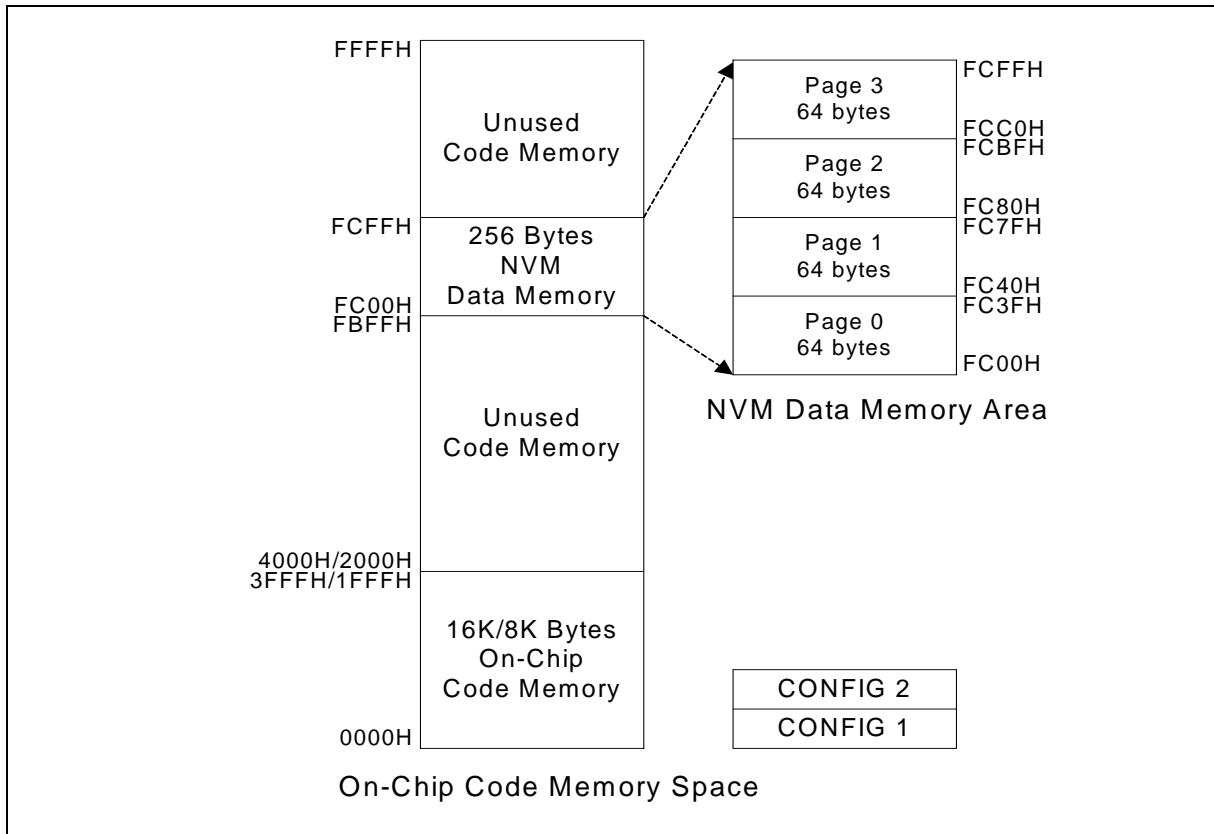 FFFFH
Unused
Code Memory
FCFFH
256 Bytes
NVM
Data Memory
FC00H
FBFFH
Unused
Code Memory
4000H/2000H
3FFFH/1FFFH
16K/8K Bytes
On-Chip
Code Memory
0000H
On-Chip Code Memory Space
FCFFH
Page 3
64 bytes
FCC0H
FCBFH
Page 2
64 bytes
FC80H
FC7FH
Page 1
64 bytes
FC40H
FC3FH
Page 0
64 bytes
FC00H
NVM Data Memory Area
CONFIG 2
CONFIG 1